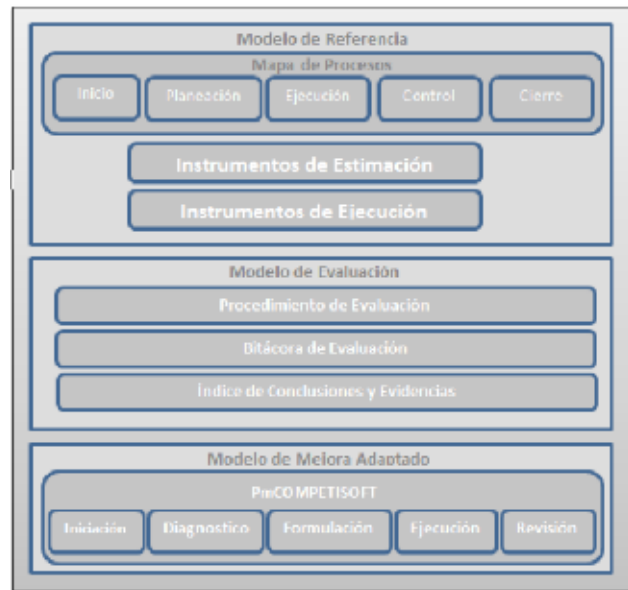 Modelo de Referencia
Mapa de Procesos
Inicio Planeación Ejecución Control Cierre
Instrumentos de Estimación
Instrumentos de Ejecución
Modelo de Evaluación
Procedimiento de Evaluación
Bitácora de Evaluación
Índice de Conclusiones y Evidencias
Modelo de Mejora Adaptado
PmCOMPETISOFT
Iniciación Diagnostico Formulación Ejecución Revisión